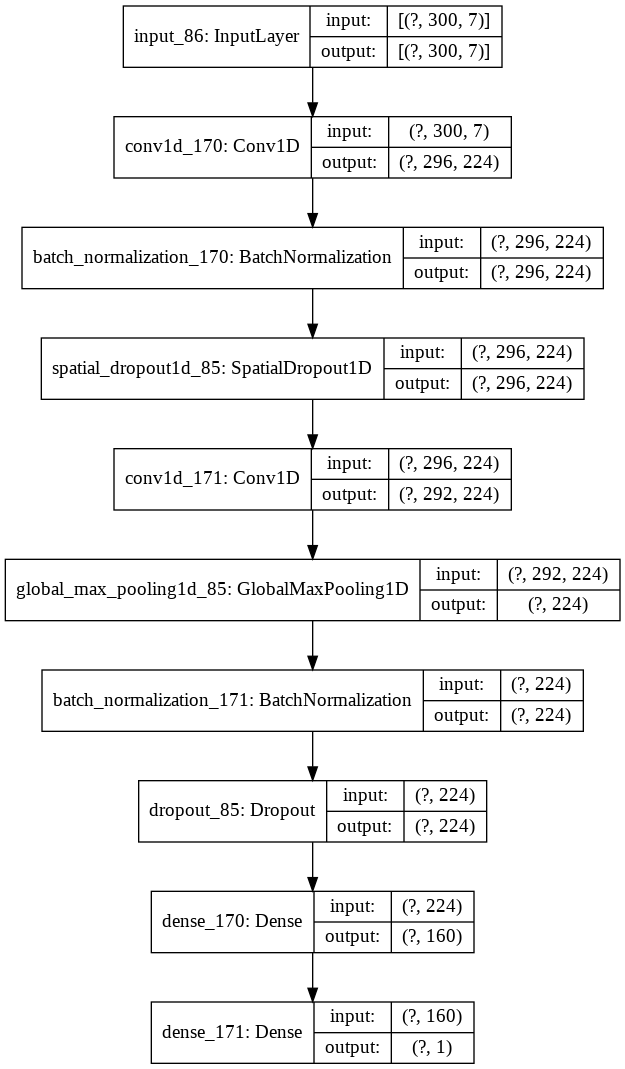 input_86: InputLayer
input: [(?, 300, 7)]
output: [(?, 300, 7)]
conv1d_170: Conv1D
input: (?, 300, 7)
output: (?, 296, 224)
batch_normalization_170: BatchNormalization
input: (?, 296, 224)
output: (?, 296, 224)
spatial_dropout1d_85: SpatialDropout1D
input: (?, 296, 224)
output: (?, 296, 224)
conv1d_171: Conv1D
input: (?, 296, 224)
output: (?, 292, 224)
global_max_pooling1d_85: GlobalMaxPooling1D
input: (?, 292, 224)
output: (?, 224)
batch_normalization_171: BatchNormalization
input: (?, 224)
output: (?, 224)
dropout_85: Dropout
input: (?, 224)
output: (?, 224)
dense_170: Dense
input: (?, 224)
output: (?, 160)
dense_171: Dense
input: (?, 160)
output: (?, 1)